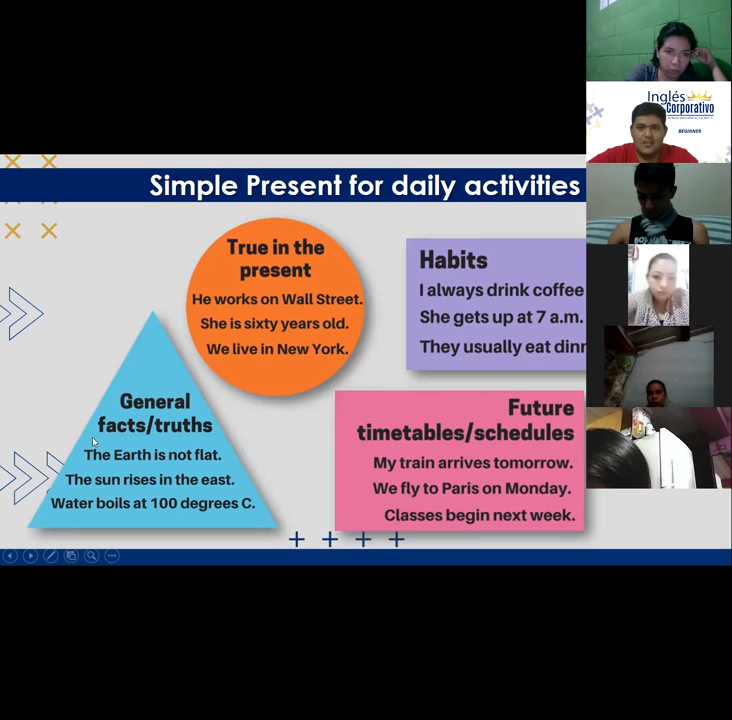 Simple Present for daily activities
True in the
present
He works on Wall Street.
She is sixty years old.
We live in New York.
Habits
I always drink coffee
She gets up at 7 a.m.
They usually eat
General
facts/truths
The Earth is not flat.
The sun rises in the east.
Water boils at 100 degrees C.
Future
timetables/schedules
My train arrives tomorrow.
We fly to Paris on Monday.
Classes begin next week.
Inglés
Corporativo
BEGINNER